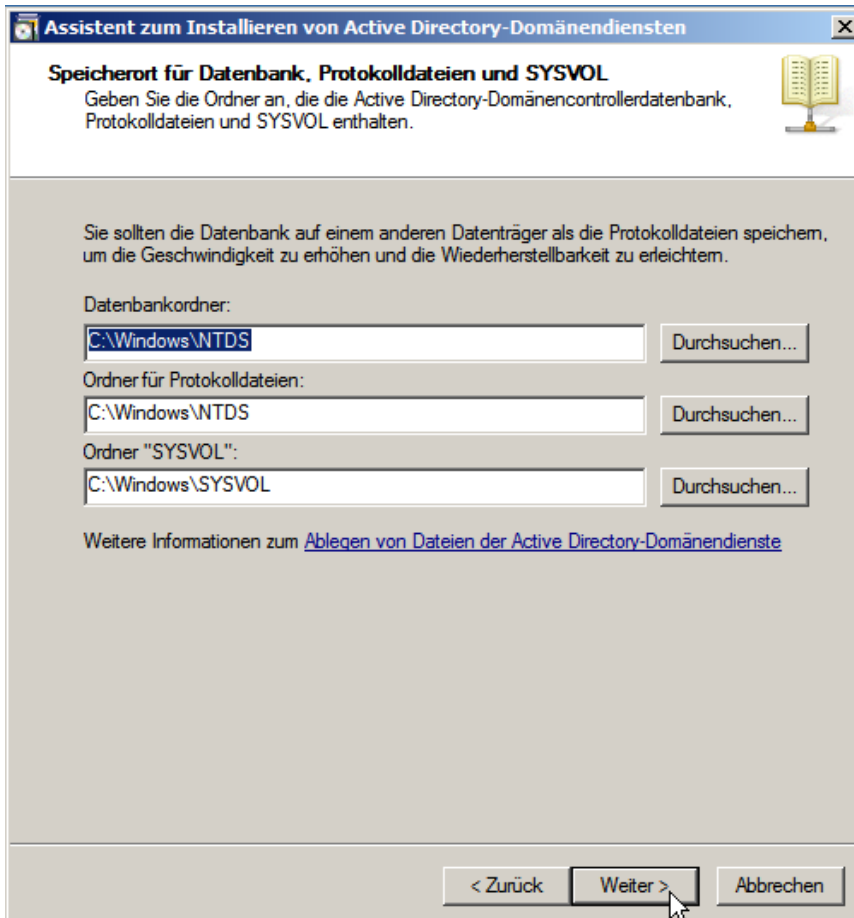 Assistent zum Installieren von Active Directory-Domänendiensten
Speicherort für Datenbank, Protokolldateien und SYSVOL
Geben Sie die Ordner an, die die Active Directory-Domänencontrollerdatenbank,
Protokolldateien und SYSVOL enthalten.
Sie sollten die Datenbank auf einem anderen Datenträger als die Protokolldateien speichern,
um die Geschwindigkeit zu erhöhen und die Wiederherstellbarkeit zu erleichtern.
Datenbankordner:
C:\Windows\NTDS
Durchsuchen...
Ordner für Protokolldateien:
C:\Windows\NTDS
Durchsuchen...
Ordner "SYSVOL":
C:\Windows\SYSVOL
Durchsuchen...
Weitere Informationen zum Ablegen von Dateien der Active Directory-Domänendienste
< Zurück
Weiter >
Abbrechen